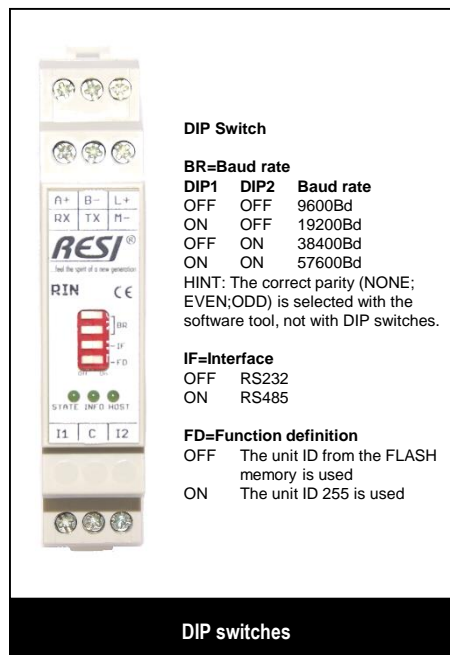 A+ B- L+
RX TX M-
RESI®
...feel the spirit of a new generation
RIN CE
BR
IF
FD
OFF ON
STATE INFO HOST
I1 C I2
DIP Switch
BR=Baud rate
DIP1 DIP2 Baud rate
OFF OFF 9600Bd
ON OFF 19200Bd
OFF ON 38400Bd
ON ON 57600Bd
HINT: The correct parity (NONE;
EVEN;ODD) is selected with the
software tool, not with DIP switches.
IF=Interface
OFF RS232
ON RS485
FD=Function definition
OFF The unit ID from the FLASH
memory is used
ON The unit ID 255 is used
DIP switches